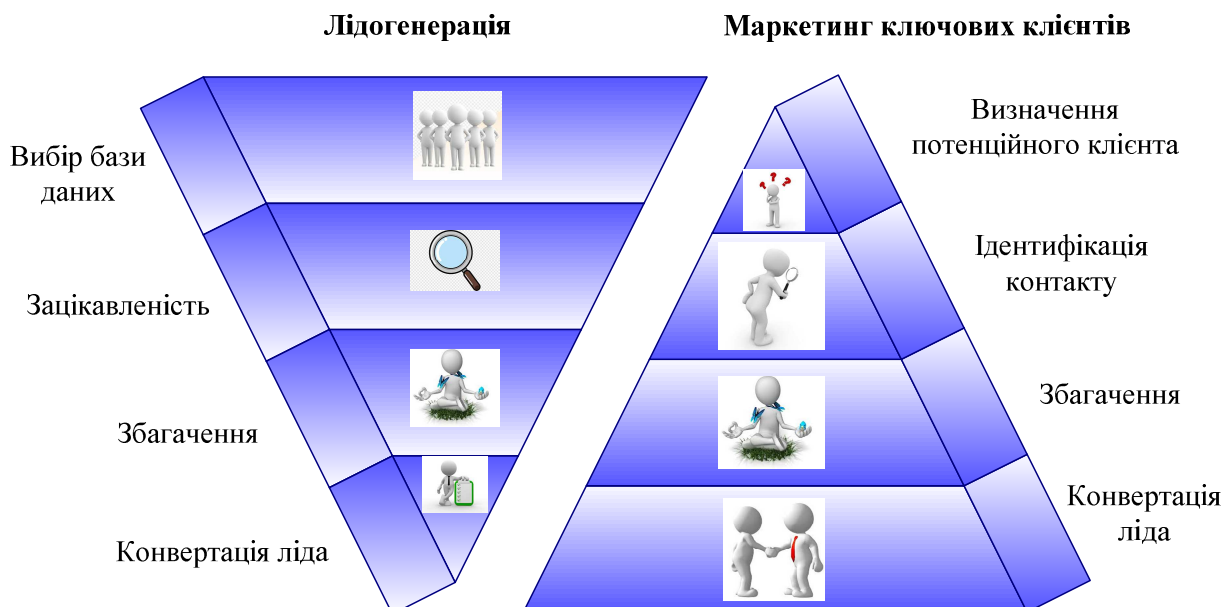 Лідогенерація
Маркетинг ключових клієнтів
Вибір бази
даних
Зацікавленість
Збагачення
Конвертація ліда
Визначення
потенційного клієнта
Ідентифікація
контакту
Збагачення
Конвертація
ліда